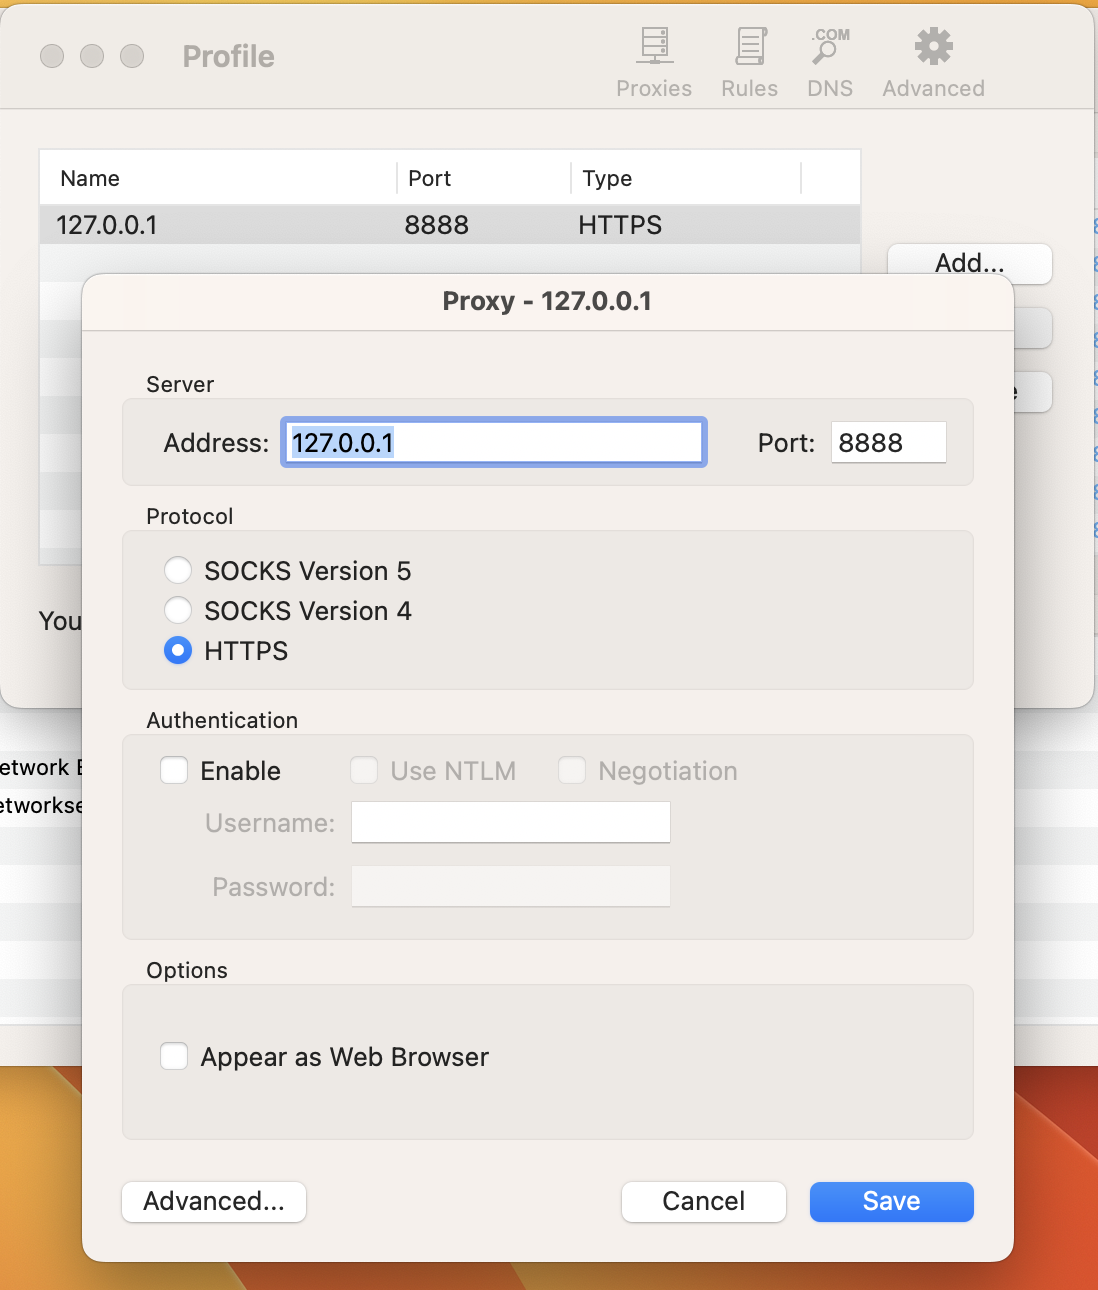 Profile
Proxies
Rules
.COM
DNS
Advanced
Name Port Type
127.0.0.1 8888 HTTPS
Add...
Proxy - 127.0.0.1
Server
Address: 127.0.0.1 Port: 8888
Protocol
SOCKS Version 5
SOCKS Version 4
HTTPS
You
Authentication
Enable Use NTLM Negotiation
Username:
Password:
Options
Appear as Web Browser
Advanced... Cancel Save